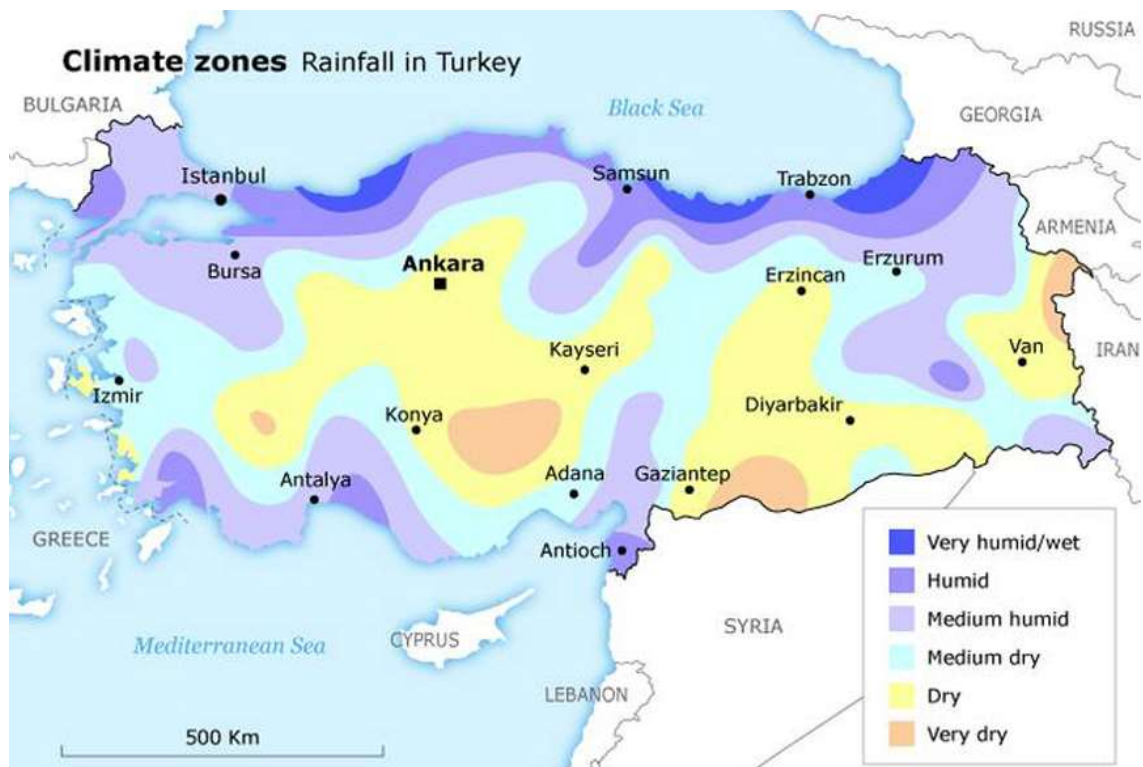 Climate zones Rainfall in Turkey
RUSSIA
BULGARIA
Black Sea
GEORGIA
Istanbul
Samsun
Trabzon
ARMENIA
Bursa
Ankara
Erzincan
Erzurum
IRAN
Van
Kayseri
Izmir
Konya
Diyarbakir
Antalya
Adana
Gaziantep
GREECE
Antioch
Mediterranean Sea
CYPRUS
SYRIA
LEBANON
Very humid/wet
Humid
Medium humid
Medium dry
Dry
Very dry
500 Km